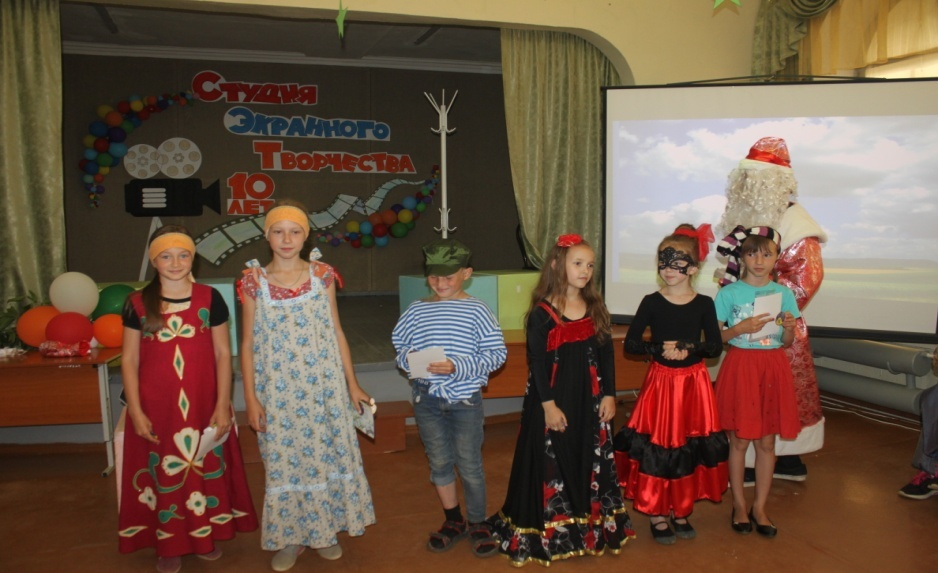 Студия
Экранного
Творчества
10 лет